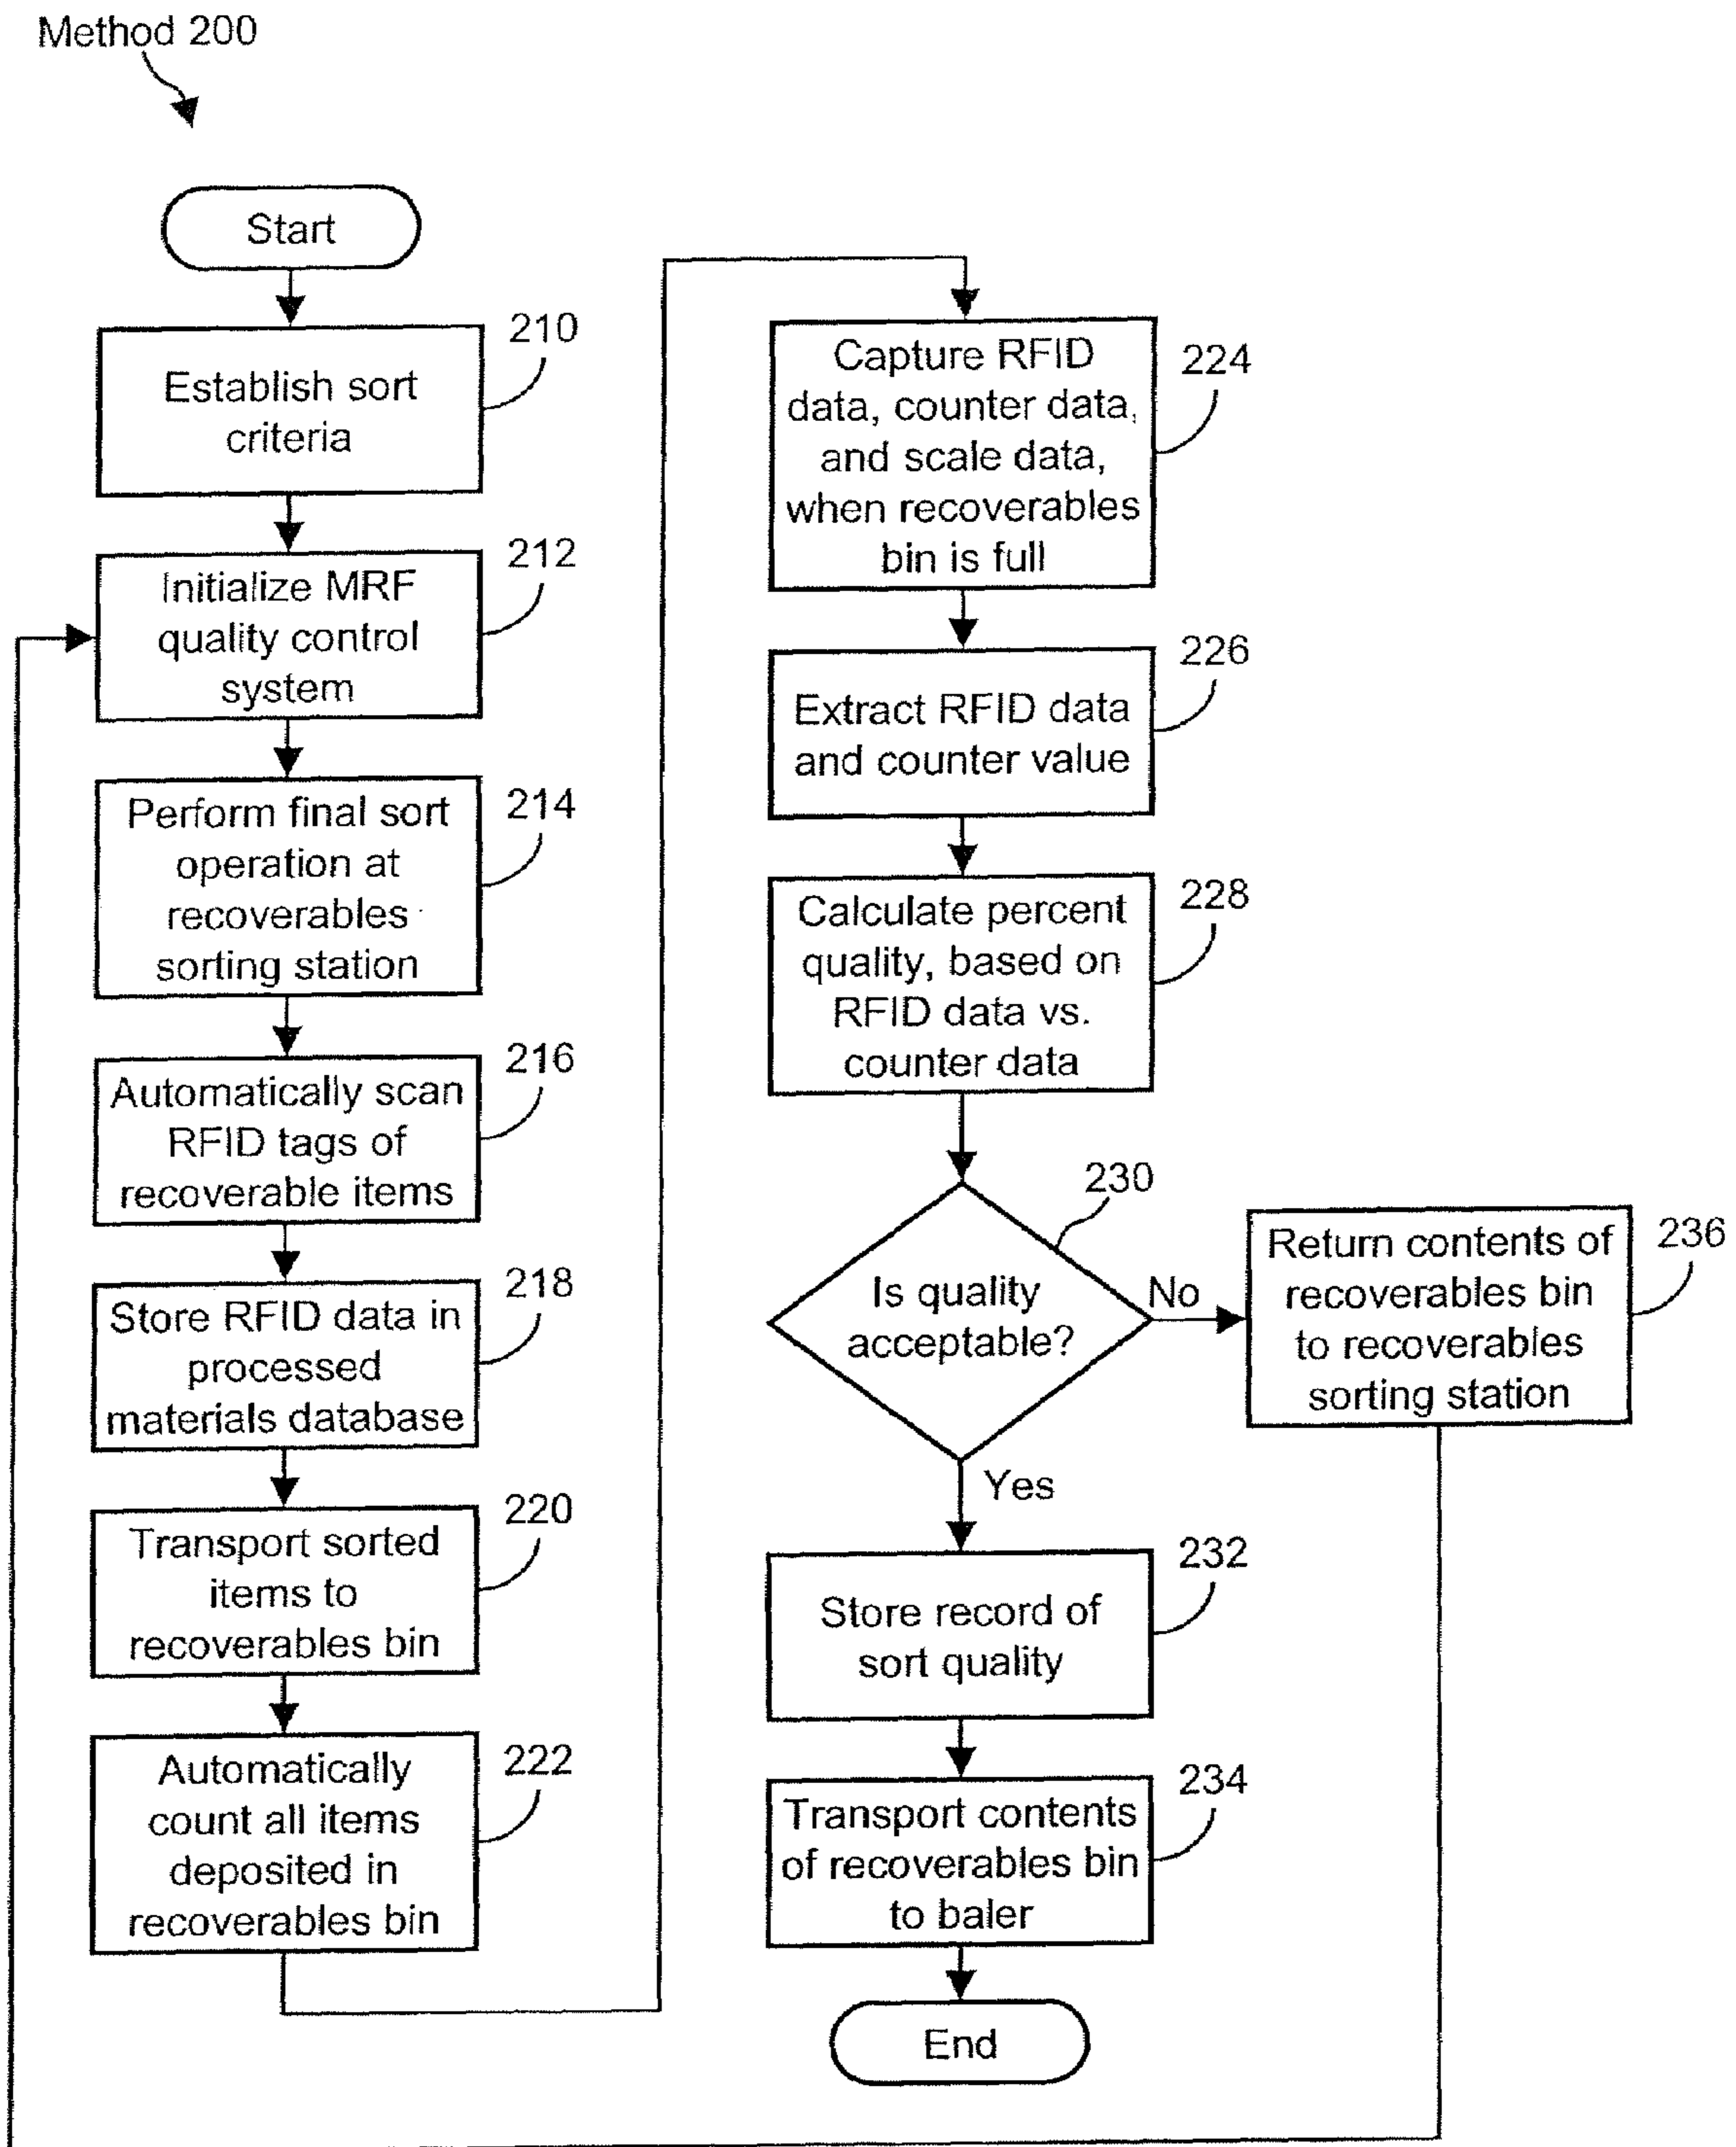 Method 200
Start
210
Establish sort
criteria
212
Initialize MRF
quality control
system
214
Perform final sort
operation at
recoverables
sorting station
216
Automatically scan
RFID tags of
recoverable items
218
Store RFID data in
processed
materials database
220
Transport sorted
items to
recoverables bin
222
Automatically
count all items
deposited in
recoverables bin
224
Capture RFID
data, counter data,
and scale data,
when recoverables
bin is full
226
Extract RFID data
and counter value
228
Calculate percent
quality, based on
RFID data vs.
counter data
230
Is quality
acceptable?
No
236
Return contents of
recoverables bin
to recoverables
sorting station
Yes
232
Store record of
sort quality
234
Transport contents
of recoverables bin
to baler
End